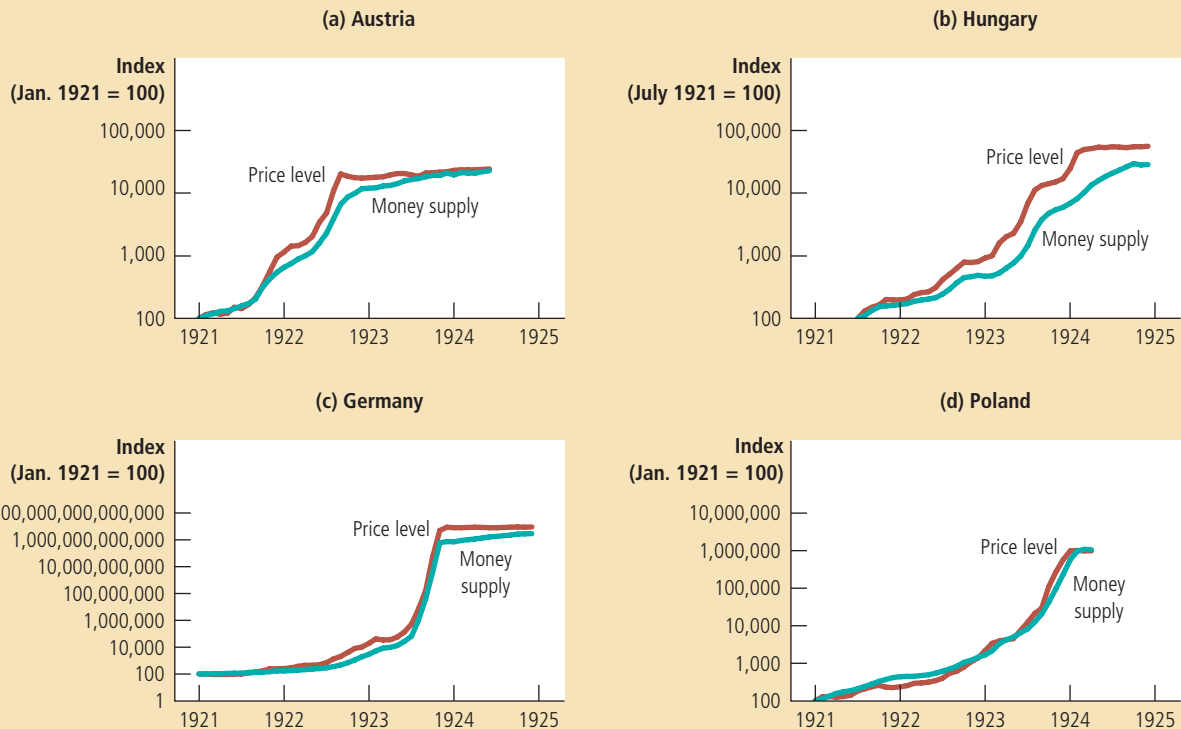 (a) Austria
Index
(Jan. 1921 = 100)
100,000
10,000
1,000
100
Price level
Money supply
1921 1922 1923 1924 1925
(b) Hungary
Index
(July 1921 = 100)
100,000
10,000
1,000
100
Price level
Money supply
1921 1922 1923 1924 1925
(c) Germany
Index
(Jan. 1921 = 100)
00,000,000,000,000
1,000,000,000,000
10,000,000,000
100,000,000
1,000,000
10,000
100
1
Price level
Money
supply
1921 1922 1923 1924 1925
(d) Poland
Index
(Jan. 1921 = 100)
10,000,000
1,000,000
100,000
10,000
1,000
100
Price level
Money
supply
1921 1922 1923 1924 1925